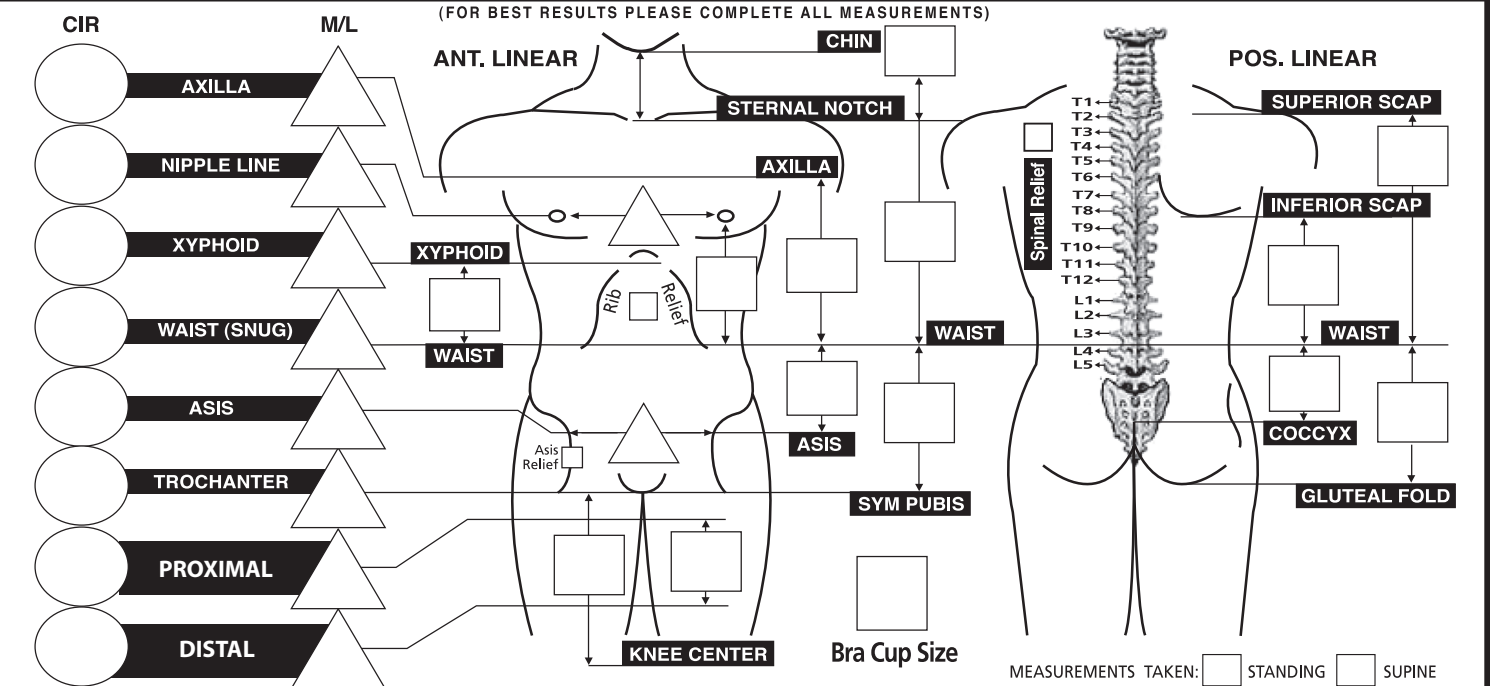 (FOR BEST RESULTS PLEASE COMPLETE ALL MEASUREMENTS)
CIR
M/L
AXILLA
NIPPLE LINE
XYPHOID
WAIST (SNUG)
ASIS
TROCHANTER
PROXIMAL
DISTAL
ANT. LINEAR
CHIN
STERNAL NOTCH
AXILLA
XYPHOID
Rib
Relief
WAIST
WAIST
Asis
Relief
ASIS
SYM PUBIS
KNEE CENTER
Bra Cup Size
POS. LINEAR
Spinal Relief
T1
T2
T3
T4
T5
T6
T7
T8
T9
T10
T11
T12
L1
L2
L3
L4
L5
SUPERIOR SCAP
INFERIOR SCAP
WAIST
COCCYX
GLUTEAL FOLD
MEASUREMENTS TAKEN: STANDING SUPINE